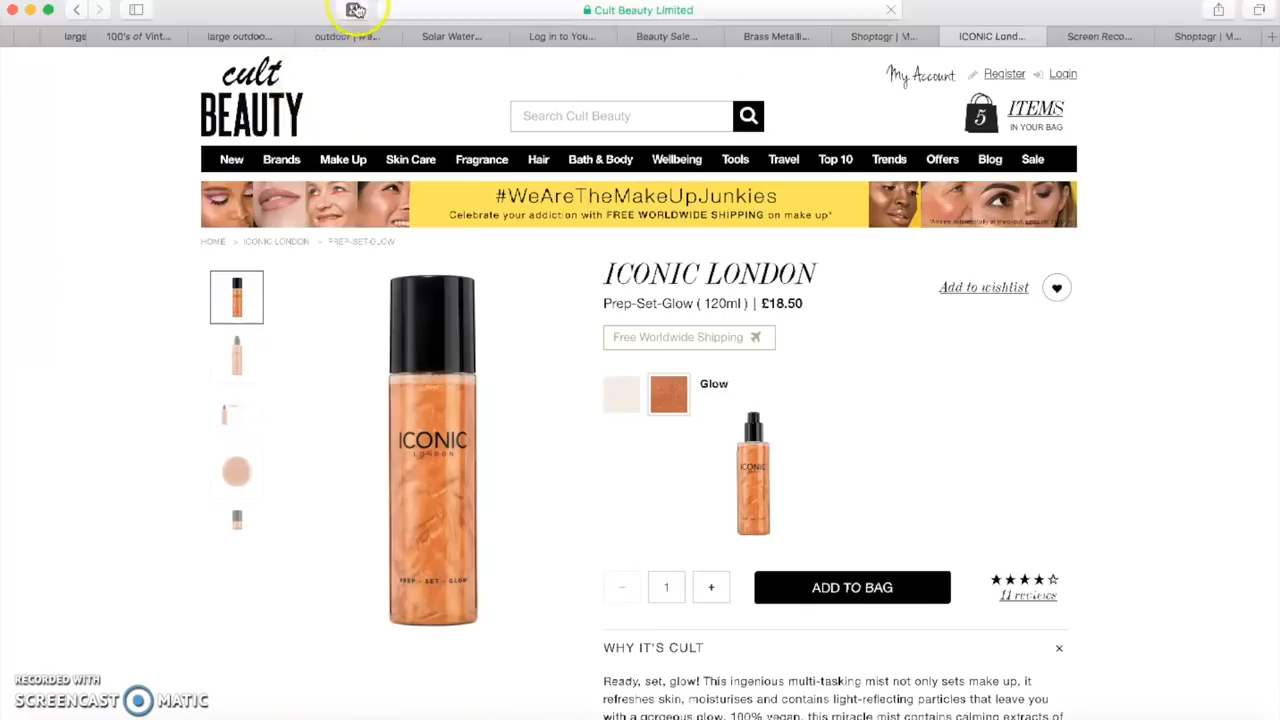 Cult Beauty Limited
large
100's of Vint...
large outdoo...
outdoor | wa...
Solar Water...
Log in to You...
Beauty Sale...
Brass Metalli...
Shoptagr | M...
ICONIC Lond...
Screen Reco...
Shoptagr | M...
cult
BEAUTY
Search Cult Beauty
My Account
Register
Login
5
ITEMS
IN YOUR BAG
New
Brands
Make Up
Skin Care
Fragrance
Hair
Bath & Body
Wellbeing
Tools
Travel
Top 10
Trends
Offers
Blog
Sale
#WeAreTheMakeUpJunkies
Celebrate your addiction with FREE WORLDWIDE SHIPPING on make up*
HOME > ICONIC LONDON > PREP-SET-GLOW
ICONIC LONDON
Prep-Set-Glow ( 120ml ) | £18.50
Add to wishlist
Free Worldwide Shipping
Glow
ICONIC
LONDON
PREP - SET - GLOW
ICONIC
− 1 +
ADD TO BAG
11 reviews
WHY IT'S CULT ×
Ready, set, glow! This ingenious multi-tasking mist not only sets make up, it
refreshes skin, moisturises and contains light-reflecting particles that leave you
with a gorgeous glow. 100% vegan, this miracle mist contains calming extracts of
RECORDED WITH
SCREENCAST MATIC